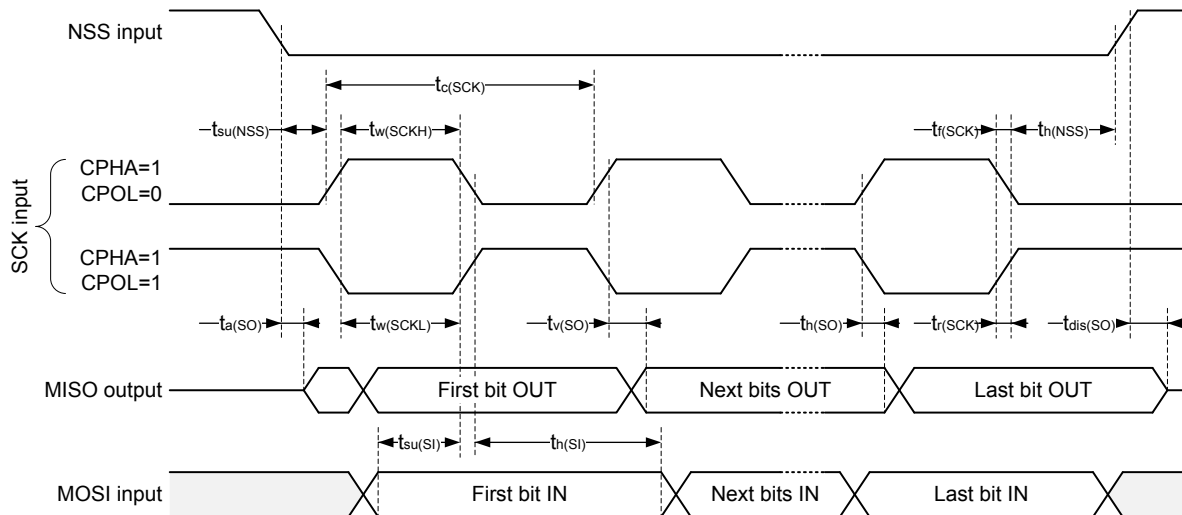 NSS input
tc(SCK)
tsu(NSS) tw(SCKH) tf(SCK) th(NSS)
SCK input
CPHA=1
CPOL=0
CPHA=1
CPOL=1
ta(SO) tw(SCKL) tv(SO) th(SO) tr(SCK) tdis(SO)
MISO output First bit OUT Next bits OUT Last bit OUT
tsu(SI) th(SI)
MOSI input First bit IN Next bits IN Last bit IN